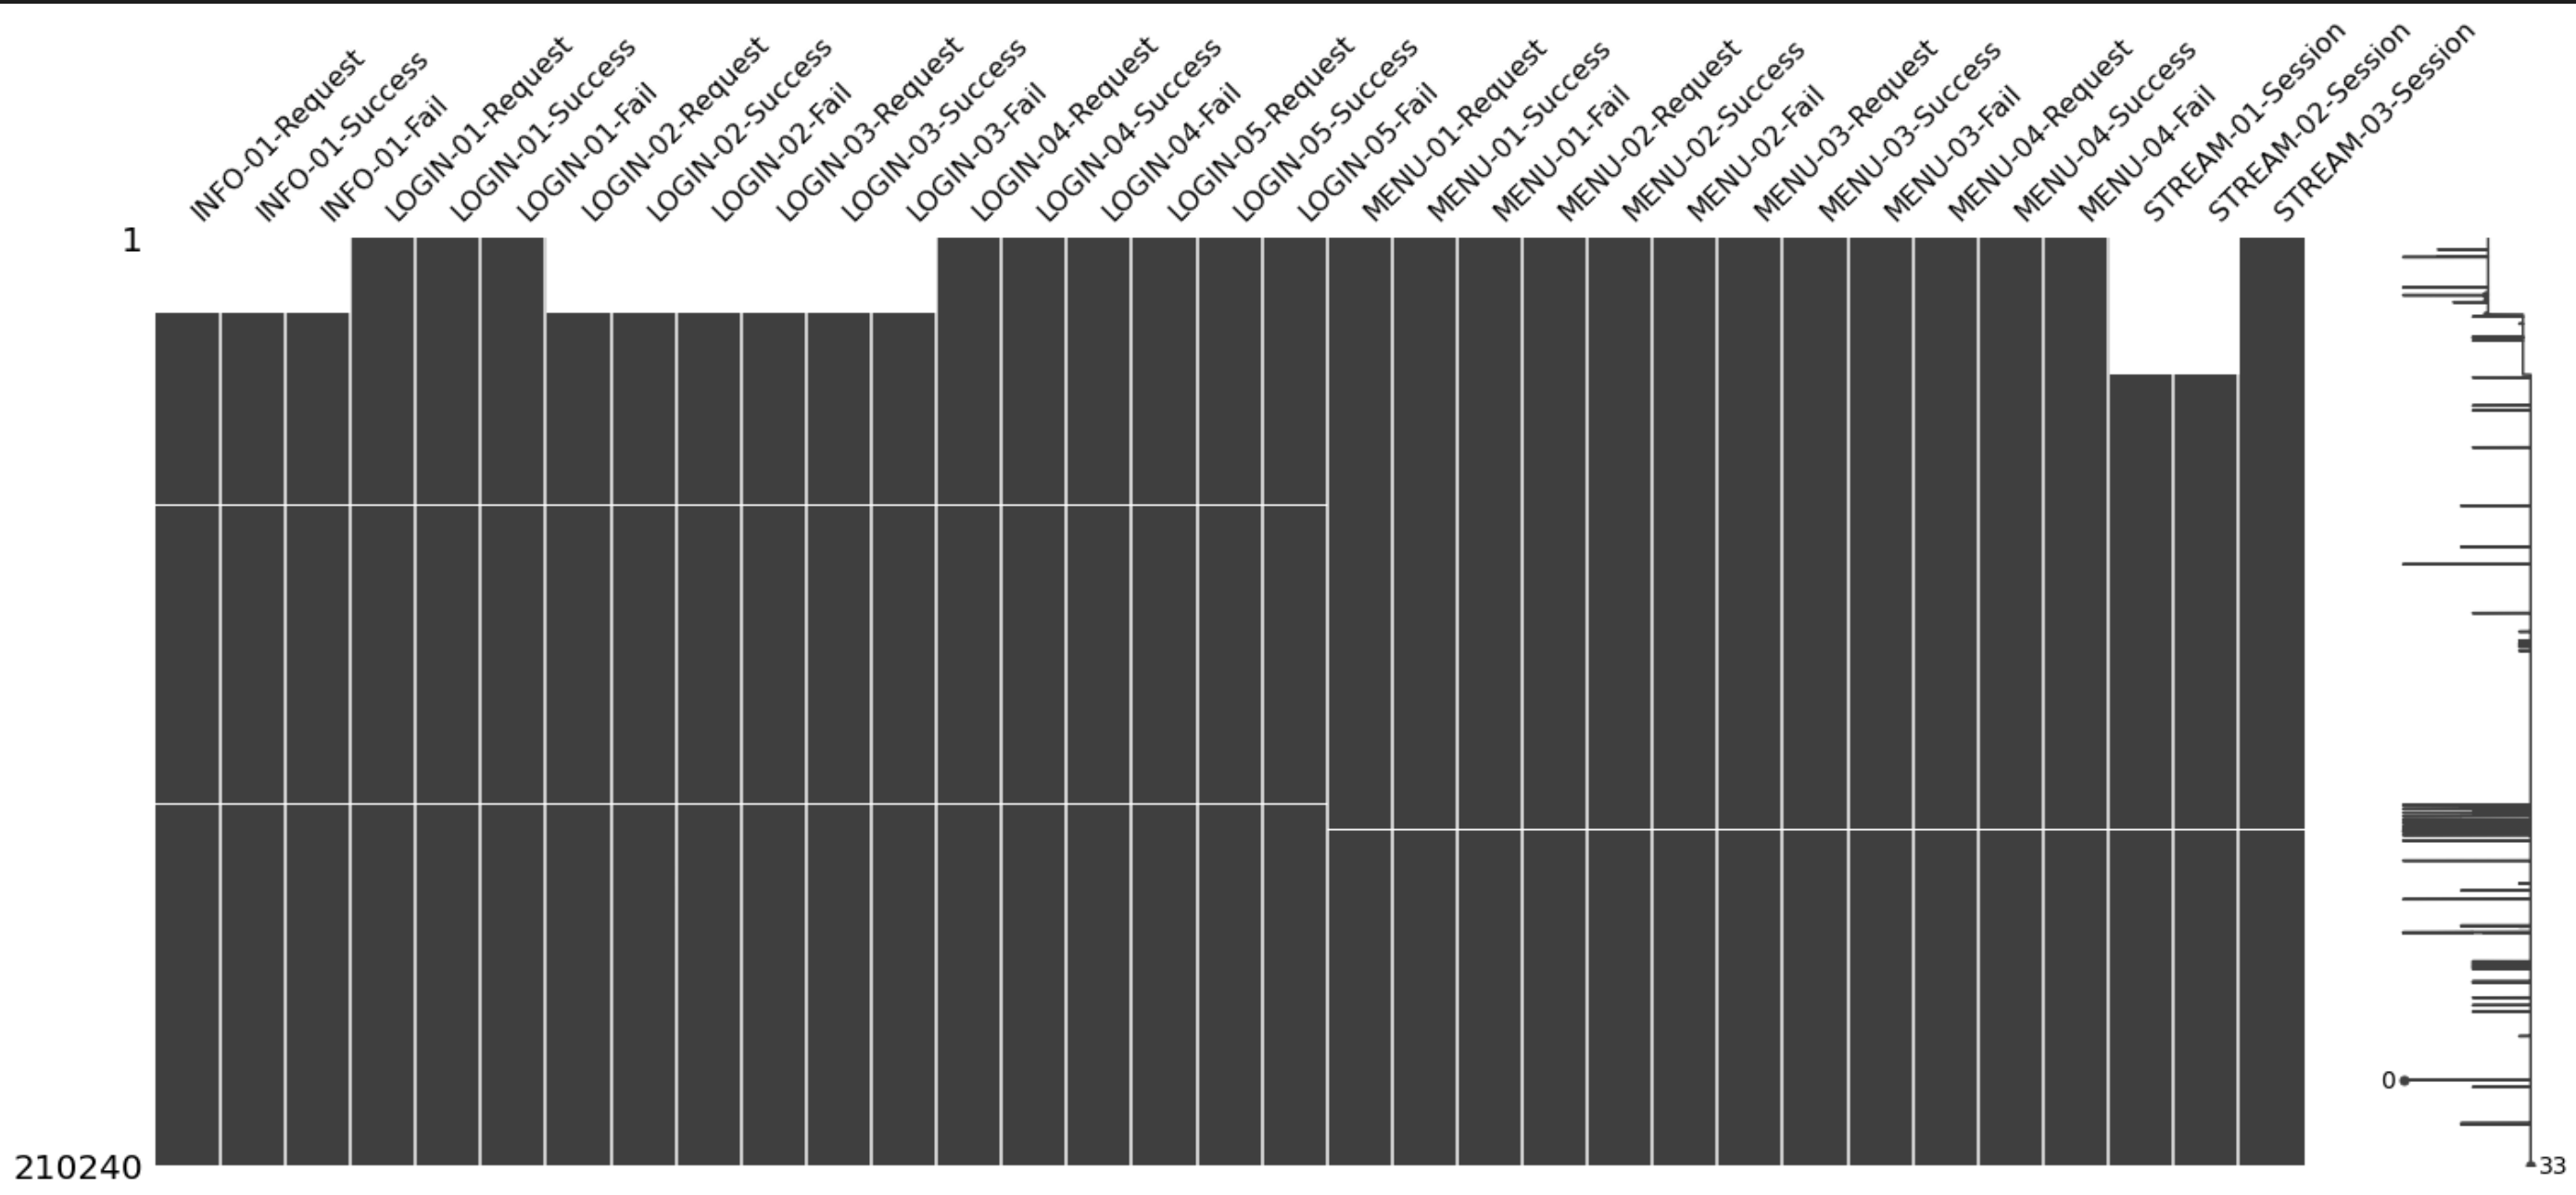 INFO-01-Request
INFO-01-Success
INFO-01-Fail
LOGIN-01-Request
LOGIN-01-Success
LOGIN-01-Fail
LOGIN-02-Request
LOGIN-02-Success
LOGIN-02-Fail
LOGIN-03-Request
LOGIN-03-Success
LOGIN-03-Fail
LOGIN-04-Request
LOGIN-04-Success
LOGIN-04-Fail
LOGIN-05-Request
LOGIN-05-Success
LOGIN-05-Fail
MENU-01-Request
MENU-01-Success
MENU-01-Fail
MENU-02-Request
MENU-02-Success
MENU-02-Fail
MENU-03-Request
MENU-03-Success
MENU-03-Fail
MENU-04-Request
MENU-04-Success
MENU-04-Fail
STREAM-01-Session
STREAM-02-Session
STREAM-03-Session
1
0
210240
33